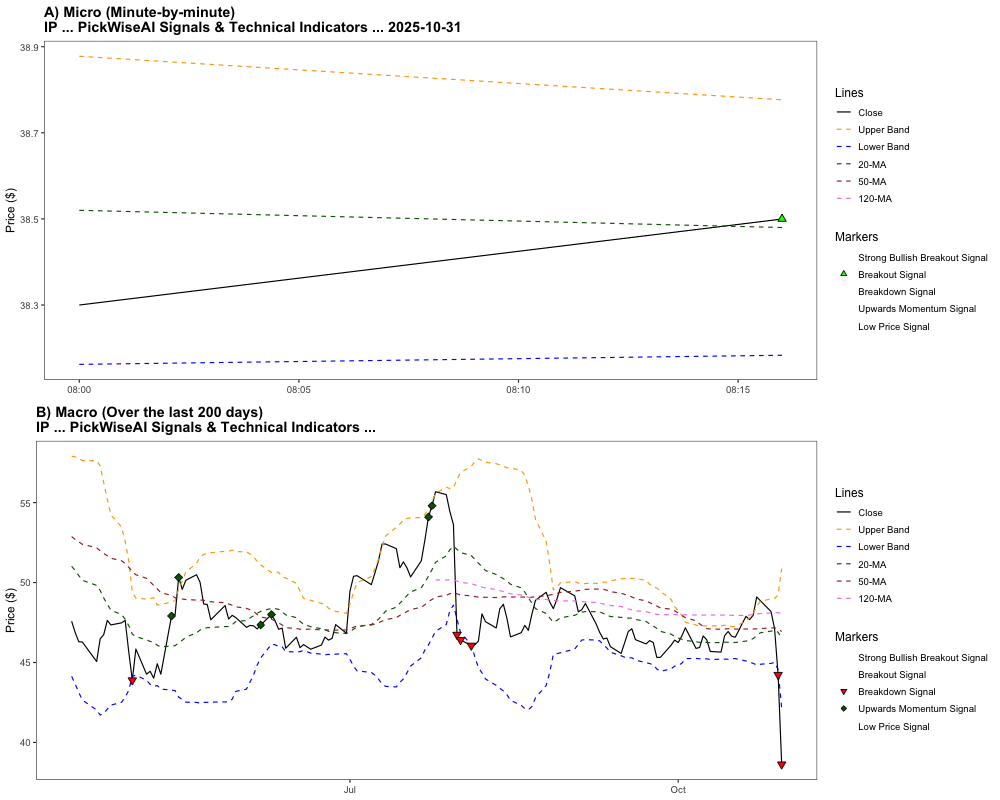 A) Micro (Minute-by-minute)
IP ... PickWiseAI Signals & Technical Indicators ... 2025-10-31
Price ($)
38.9
38.7
38.5
38.3
08:00
08:05
08:10
08:15
Lines
Close
Upper Band
Lower Band
20-MA
50-MA
120-MA
Markers
Strong Bullish Breakout Signal
Breakout Signal
Breakdown Signal
Upwards Momentum Signal
Low Price Signal
B) Macro (Over the last 200 days)
IP ... PickWiseAI Signals & Technical Indicators ...
Price ($)
55
50
45
40
Jul
Oct
Lines
Close
Upper Band
Lower Band
20-MA
50-MA
120-MA
Markers
Strong Bullish Breakout Signal
Breakout Signal
Breakdown Signal
Upwards Momentum Signal
Low Price Signal